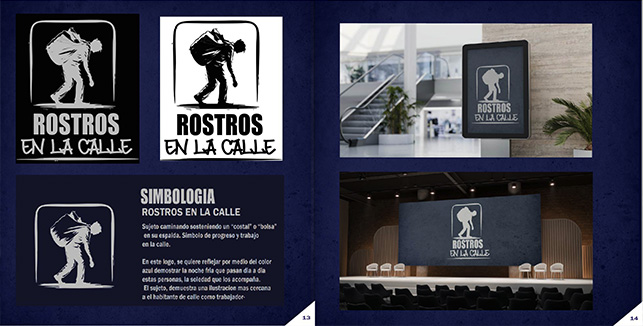 ROSTROS
EN LA CALLE
ROSTROS
EN LA CALLE
SIMBOLOGIA
ROSTROS EN LA CALLE
Sujeto caminando sosteniendo un “costal” o “bolsa”
en su espalda. Simbolo de progreso y trabajo
en la calle.
En este logo, se quiere reflejar por medio del color
azul demostrar la noche fria que pasan día a día
estas personas, la soledad que los acompaña.
El sujeto, demuestra una ilustracion mas cercana
a el habitante de calle como trabajador-
ROSTROS
EN LA CALLE
13
ROSTROS
EN LA CALLE
ROSTROS
EN LA CALLE
14